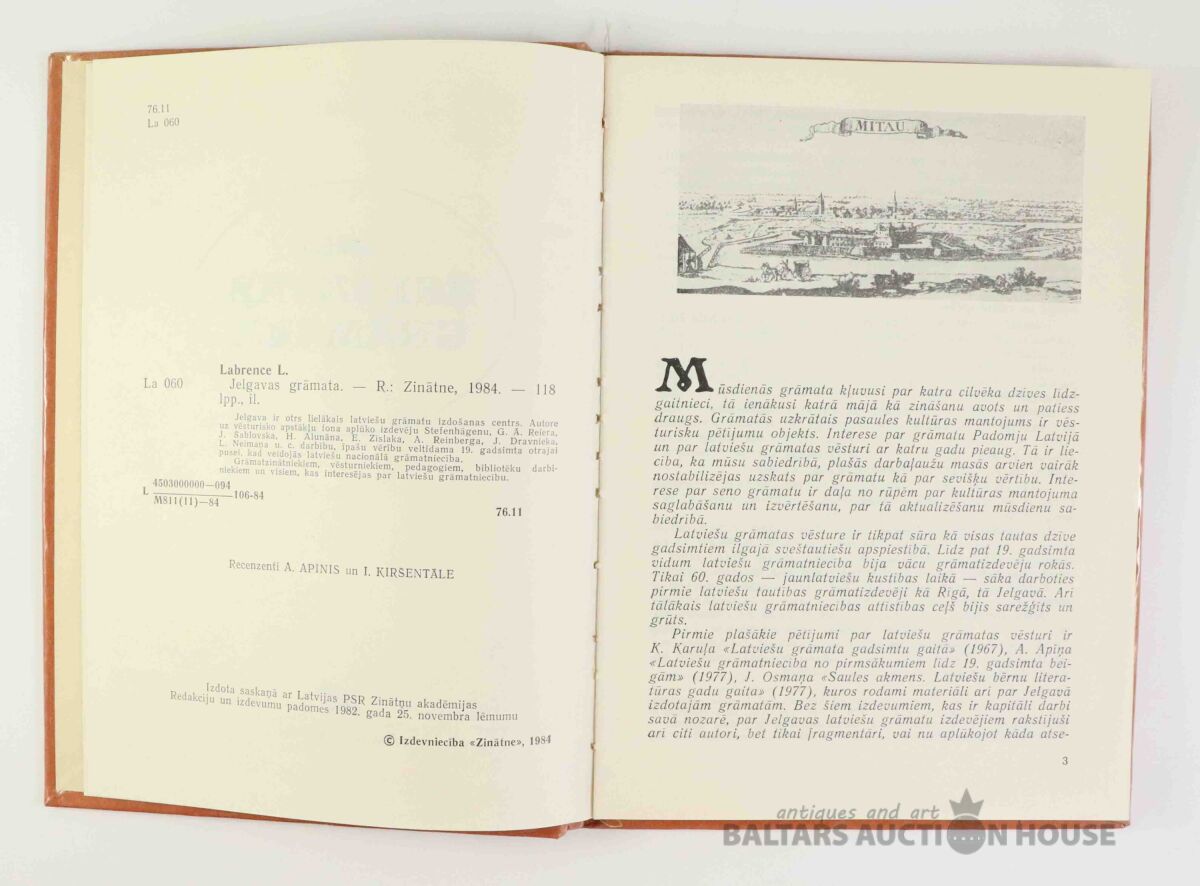 76.11
La 060
Labrence L.
La 060 Jelgavas grāmata. — R.: Zinātne, 1984. — 118
lpp., il.
Jelgava ir otrs lielākais latviešu grāmatu izdošanas centrs. Autore
uz vēsturisko apstākļu fona aplūko izdevēju Stefenhāgenu, G. A. Reiera,
J. Šablovska, H. Alunāna, E. Zislaka, A. Reinberga, J. Dravnieka,
L. Neimaņa u. c. darbību, īpašu vērību veltīdama 19. gadsimta otrajai
pusei, kad veidojās latviešu nacionālā grāmatniecība.
Grāmatzinātniekiem, vēsturniekiem, pedagogiem, bibliotēku darbi-
niekiem un visiem, kas interesējas par latviešu grāmatniecību.
4503000000—094
L 106-84
M811(11)—84
76.11
Recenzenti A. APINIS un I. KIRŠENTĀLE
Izdota saskaņā ar Latvijas PSR Zinātņu akadēmijas
Redakciju un izdevumu padomes 1982. gada 25. novembra lēmumu
© Izdevniecība «Zinātne», 1984
MITAU
Mūsdienās grāmata kļuvusi par katra cilvēka dzīves līdz-
gaitnieci, tā ienākusi katrā mājā kā zināšanu avots un patiess
draugs. Grāmatās uzkrātais pasaules kultūras mantojums ir vēs-
turisku pētījumu objekts. Interese par grāmatu Padomju Latvijā
un par latviešu grāmatas vēsturi ar katru gadu pieaug. Tā ir lie-
cība, ka mūsu sabiedrībā, plašās darbaļaužu masās arvien vairāk
nostabilizējas uzskats par grāmatu kā par sevišķu vērtību. Inte-
rese par seno grāmatu ir daļa no rūpēm par kultūras mantojuma
saglabāšanu un izvērtēšanu, par tā aktualizēšanu mūsdienu sa-
biedrībā.
Latviešu grāmatas vēsture ir tikpat sūra kā visas tautas dzīve
gadsimtiem ilgajā sveštautiešu apspiestībā. Līdz pat 19. gadsimta
vidum latviešu grāmatniecība bija vācu grāmatizdevēju rokās.
Tikai 60. gados — jaunlatviešu kustības laikā — sāka darboties
pirmie latviešu tautības grāmatizdevēji kā Rīgā, tā Jelgavā. Arī
tālākais latviešu grāmatniecības attīstības ceļš bijis sarežģīts un
grūts.
Pirmie plašākie pētījumi par latviešu grāmatas vēsturi ir
K. Karuļa «Latviešu grāmata gadsimtu gaitā» (1967), A. Apiņa
«Latviešu grāmatniecība no pirmsākumiem līdz 19. gadsimta bei-
gām» (1977), J. Osmaņa «Saules akmens. Latviešu bērnu litera-
tūras gadu gaita» (1977), kuros rodami materiāli arī par Jelgavā
izdotajām grāmatām. Bez šiem izdevumiem, kas ir kapitāli darbi
savā nozarē, par Jelgavas latviešu grāmatu izdevējiem rakstījuši
arī citi autori, bet tikai fragmentāri, vai nu aplūkojot kāda atse-
3
antiques and art
BALTARS AUCTION HOUSE